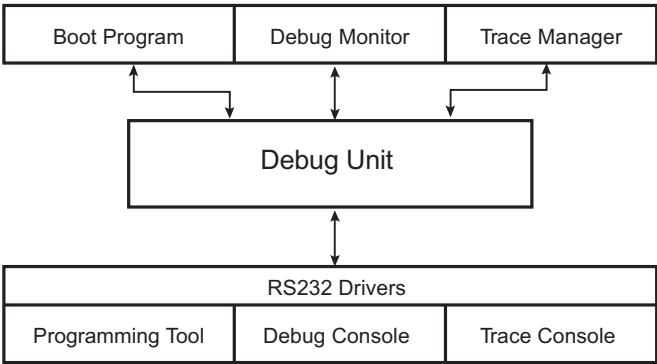 Boot Program
Debug Monitor
Trace Manager
Debug Unit
RS232 Drivers
Programming Tool
Debug Console
Trace Console